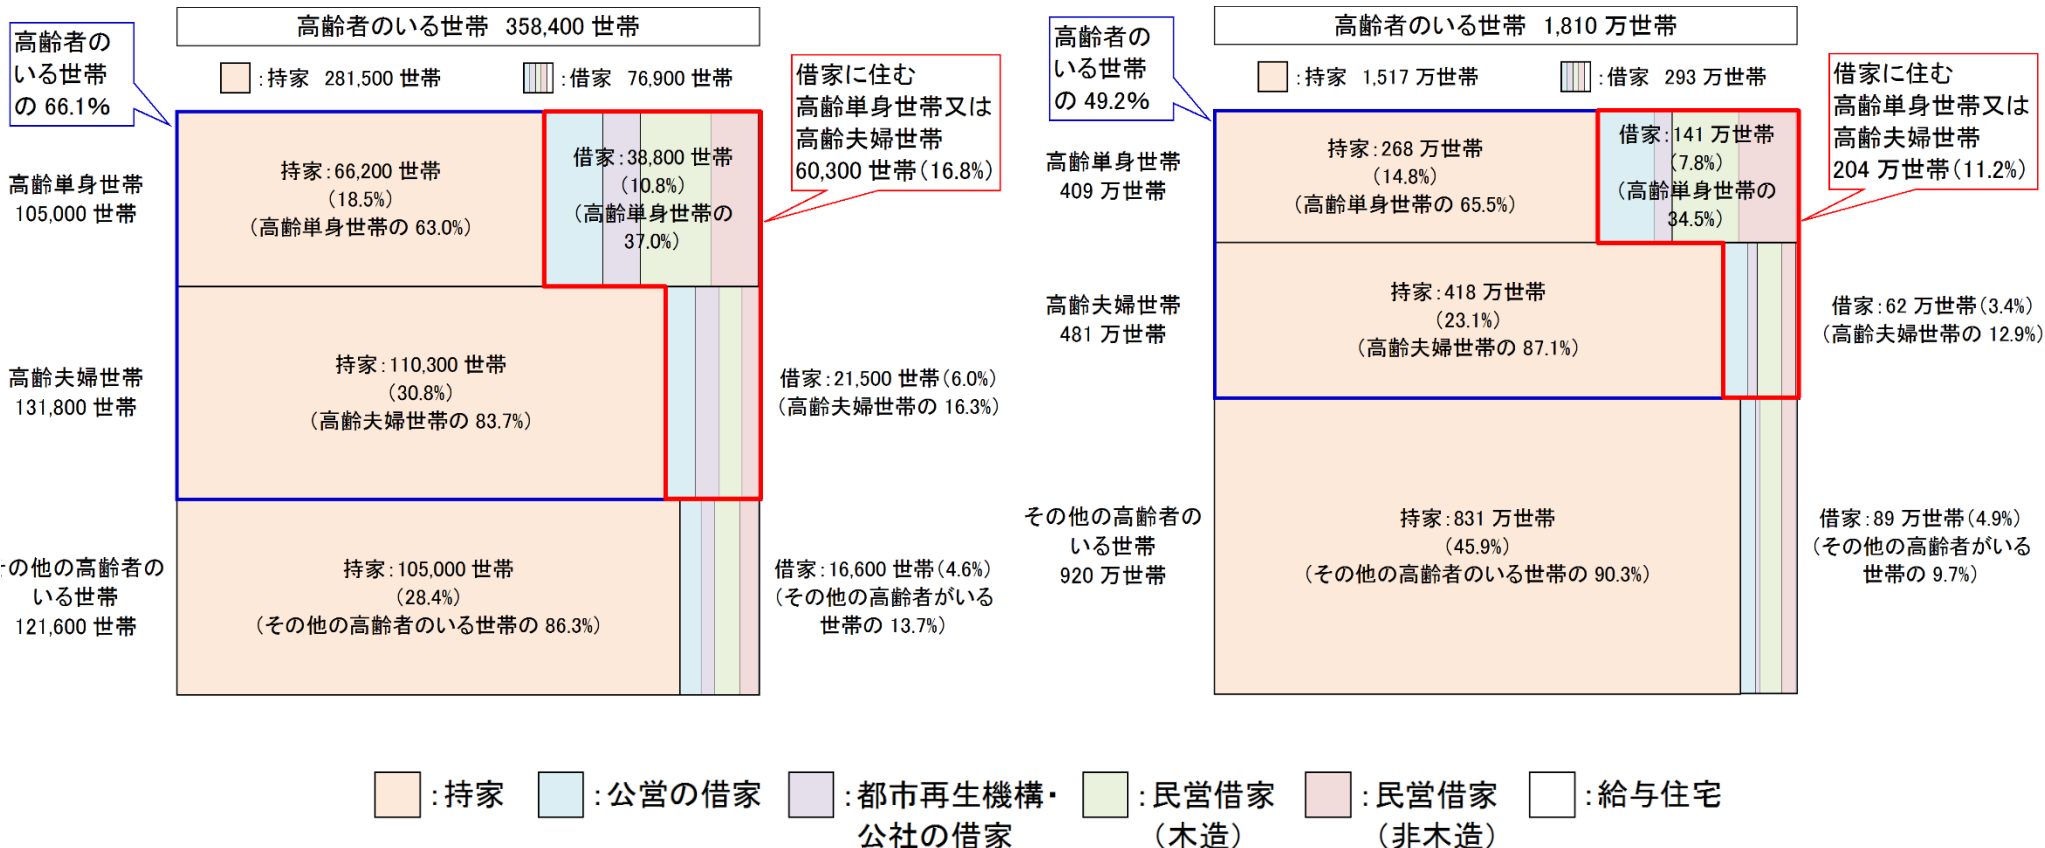 高齢者のいる世帯 358,400 世帯
高齢者の
いる世帯
の 66.1%
：持家 281,500 世帯
：借家 76,900 世帯
借家に住む
高齢単身世帯又は
高齢夫婦世帯
60,300 世帯(16.8%)
高齢単身世帯
105,000 世帯
持家：66,200 世帯
(18.5%)
(高齢単身世帯の 63.0%)
借家：38,800 世帯
(10.8%)
(高齢単身世帯の
37.0%)
高齢夫婦世帯
131,800 世帯
持家：110,300 世帯
(30.8%)
(高齢夫婦世帯の 83.7%)
借家：21,500 世帯(6.0%)
(高齢夫婦世帯の 16.3%)
その他の高齢者の
いる世帯
121,600 世帯
持家：105,000 世帯
(28.4%)
(その他の高齢者のいる世帯の 86.3%)
借家：16,600 世帯(4.6%)
(その他の高齢者がいる
世帯の 13.7%)
高齢者のいる世帯 1,810 万世帯
高齢者の
いる世帯
の 49.2%
：持家 1,517 万世帯
：借家 293 万世帯
借家に住む
高齢単身世帯又は
高齢夫婦世帯
204 万世帯(11.2%)
高齢単身世帯
409 万世帯
持家：268 万世帯
(14.8%)
(高齢単身世帯の 65.5%)
借家：141 万世帯
(7.8%)
(高齢単身世帯の
34.5%)
高齢夫婦世帯
481 万世帯
持家：418 万世帯
(23.1%)
(高齢夫婦世帯の 87.1%)
借家：62 万世帯(3.4%)
(高齢夫婦世帯の 12.9%)
その他の高齢者の
いる世帯
920 万世帯
持家：831 万世帯
(45.9%)
(その他の高齢者のいる世帯の 90.3%)
借家：89 万世帯(4.9%)
(その他の高齢者がいる
世帯の 9.7%)
：持家
：公営の借家
：都市再生機構・
公社の借家
：民営借家
(木造)
：民営借家
(非木造)
：給与住宅